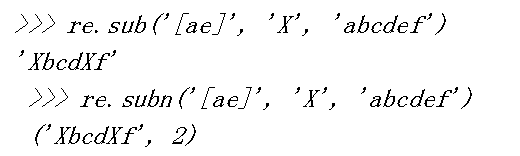 >>> re.sub('[ae]', 'X', 'abcdef')
'XbcdXf'
>>> re.subn('[ae]', 'X', 'abcdef')
('XbcdXf', 2)